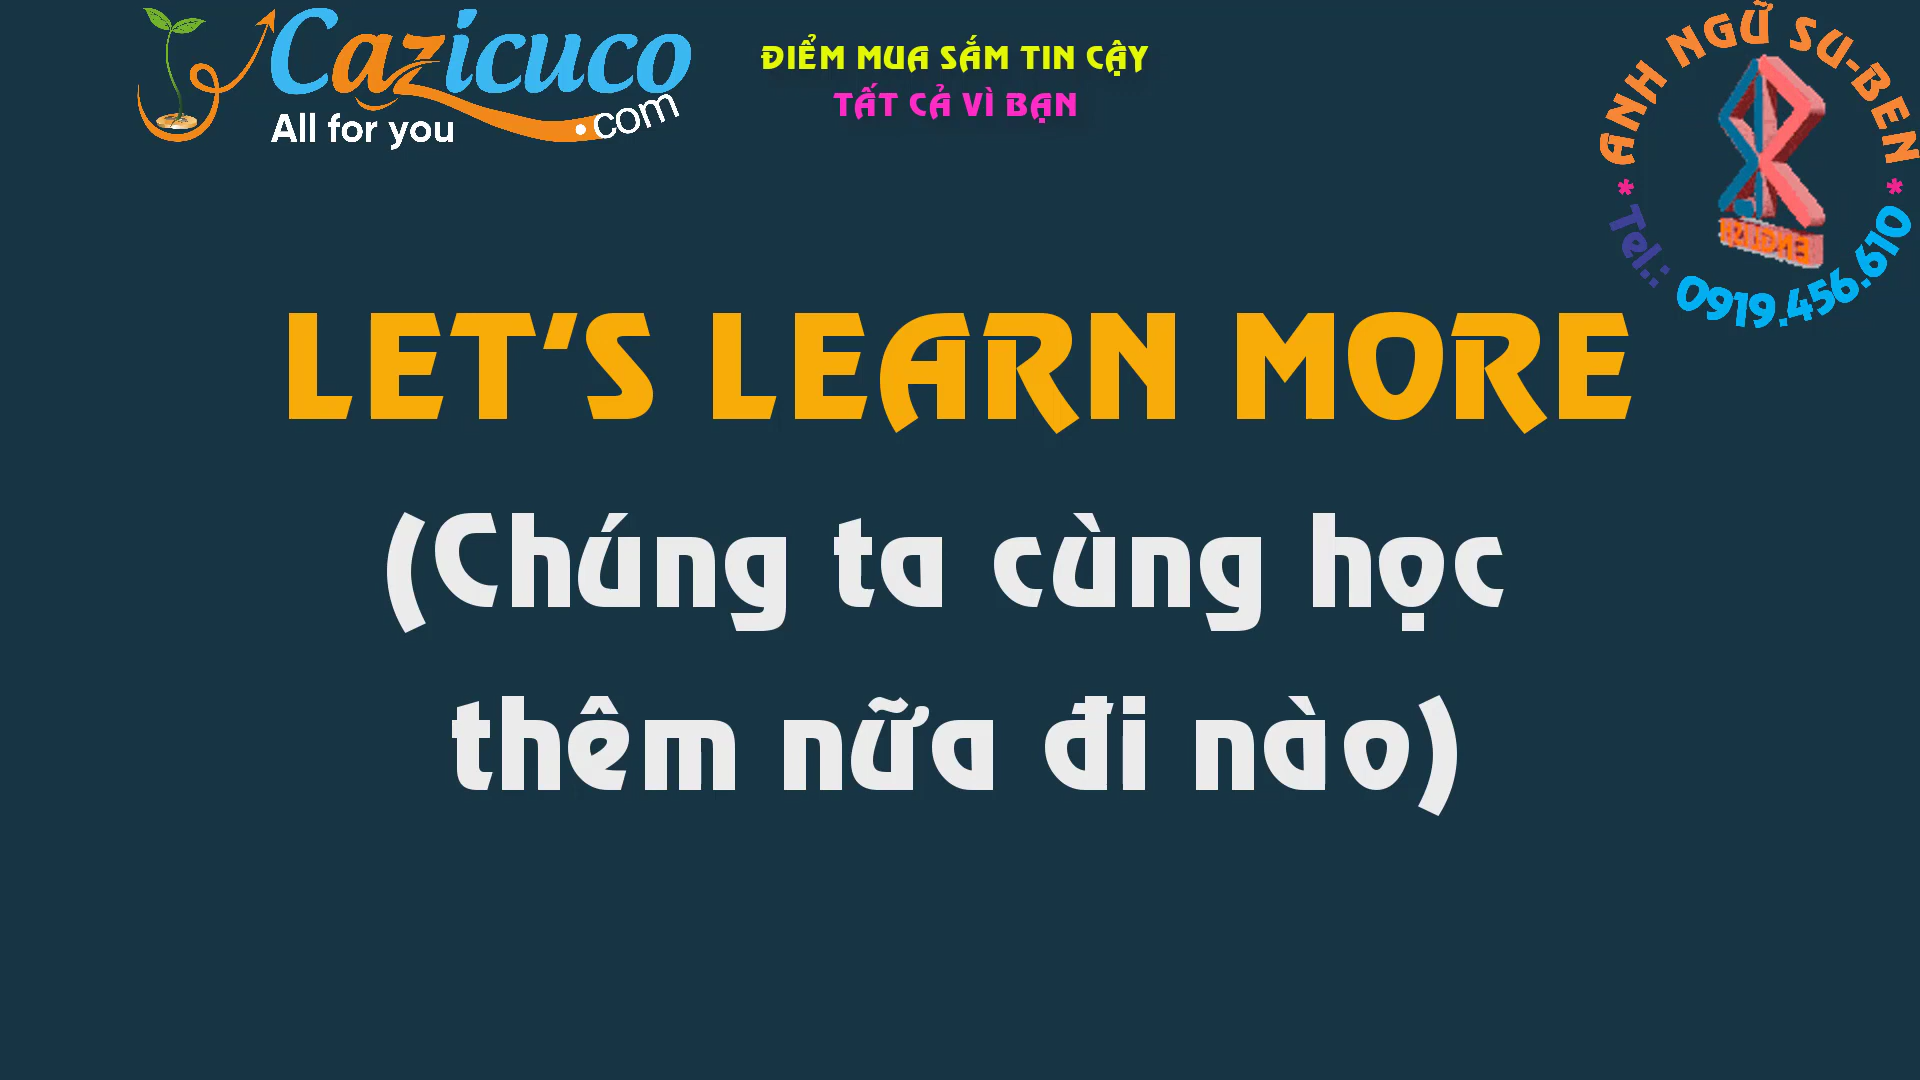 Cazicuco
.com
All for you
ĐIỂM MUA SẮM TIN CẬY
TẤT CẢ VÌ BẠN
* ANH NGỮ SU-BEN *
ENGLISH
Tel.: 0919.456.610
LET'S LEARN MORE
(Chúng ta cùng học
thêm nữa đi nào)